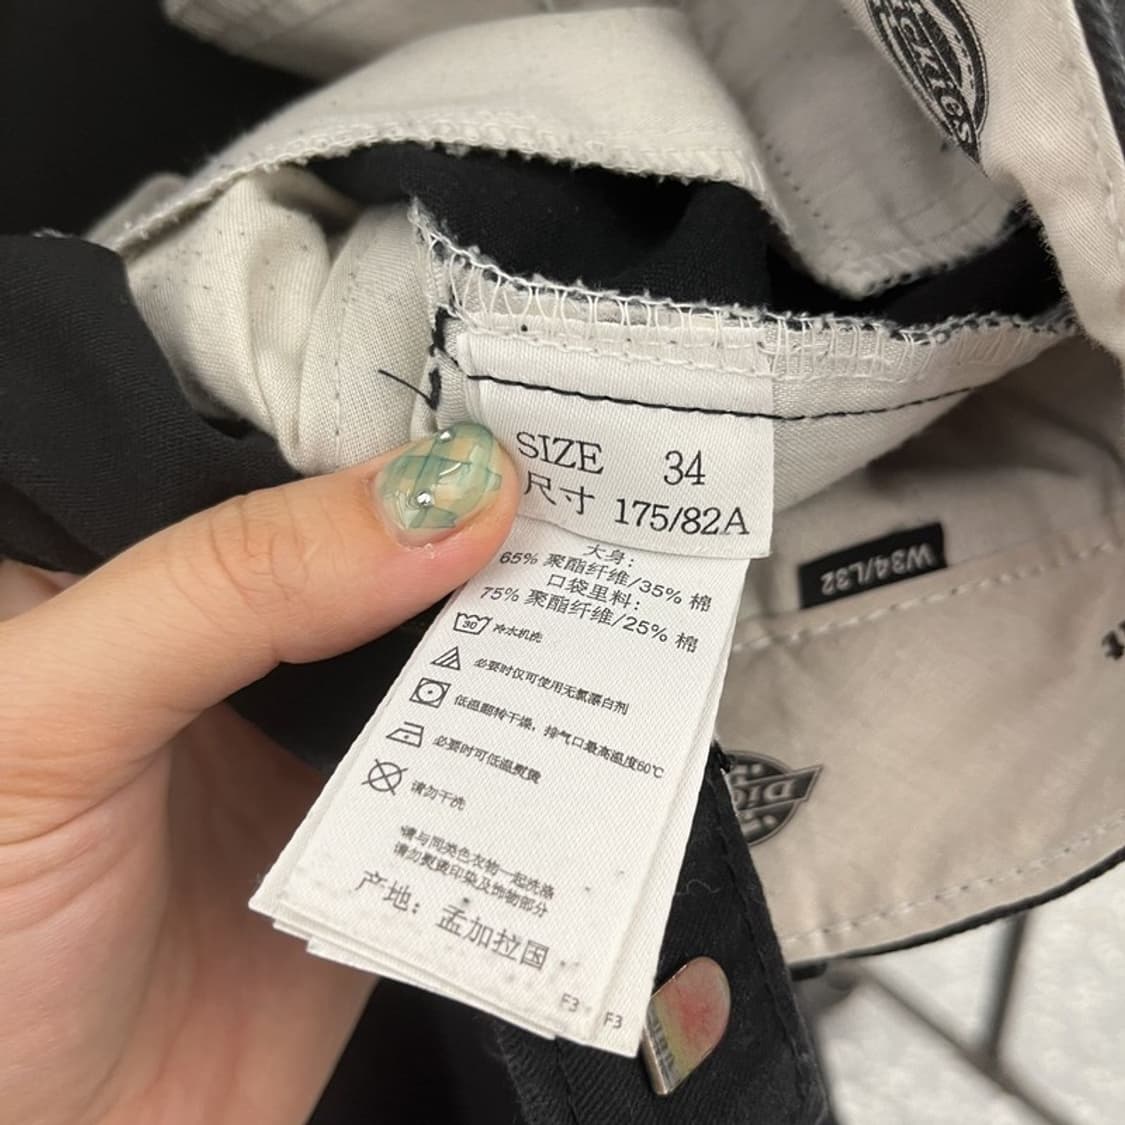 Dickies
SIZE 34
尺寸 175/82A
大身:
65% 聚酯纤维/35% 棉
口袋里料:
75% 聚酯纤维/25% 棉
30 冷水机洗
必要时仅可使用无氯漂白剂
低温翻转干燥，排气口最高温度60℃
必要时可低温熨烫
请勿干洗
请与同类色衣物一起洗涤
请勿熨烫印染及饰物部分
产地: 孟加拉国
F3 F3
W34/L32